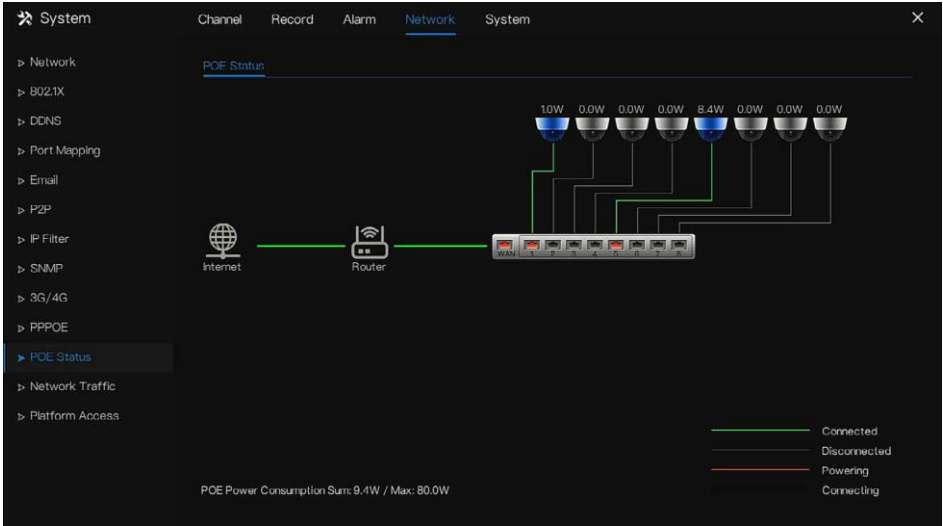 System
Channel Record Alarm Network System
Network
802.1X
DDNS
Port Mapping
Email
P2P
IP Filter
SNMP
3G/4G
PPPOE
POE Status
Network Traffic
Platform Access
POE Status
1.0W 0.0W 0.0W 0.0W 8.4W 0.0W 0.0W 0.0W
Internet
Router
WAN 1 2 3 4 5 6 7 8
Connected
Disconnected
Powering
Connecting
POE Power Consumption Sum: 9.4W / Max: 80.0W